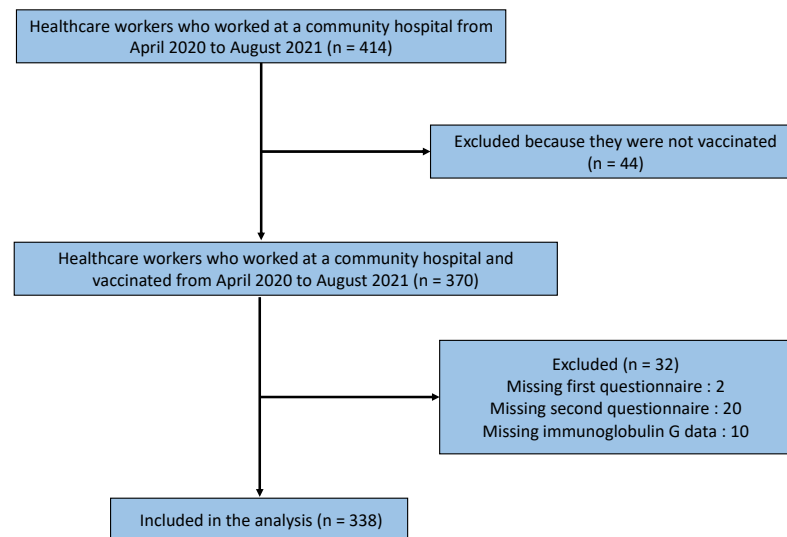 Healthcare workers who worked at a community hospital from
April 2020 to August 2021 (n = 414)
Excluded because they were not vaccinated
(n = 44)
Healthcare workers who worked at a community hospital and
vaccinated from April 2020 to August 2021 (n = 370)
Excluded (n = 32)
Missing first questionnaire : 2
Missing second questionnaire : 20
Missing immunoglobulin G data : 10
Included in the analysis (n = 338)